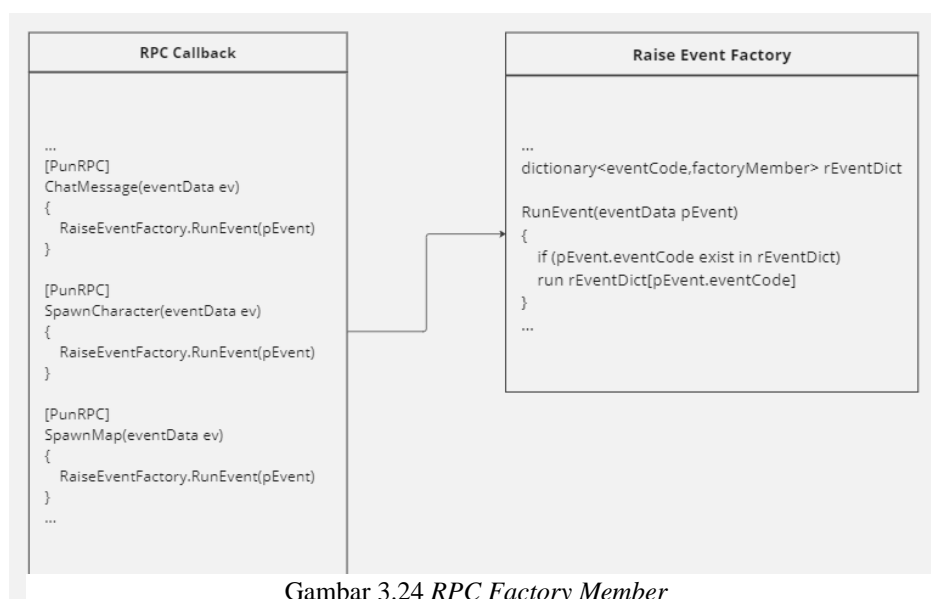 RPC Callback
...
[PunRPC]
ChatMessage(eventData ev)
{
RaiseEventFactory.RunEvent(pEvent)
}
[PunRPC]
SpawnCharacter(eventData ev)
{
RaiseEventFactory.RunEvent(pEvent)
}
[PunRPC]
SpawnMap(eventData ev)
{
RaiseEventFactory.RunEvent(pEvent)
}
...
Raise Event Factory
...
dictionary<eventCode,factoryMember> rEventDict
RunEvent(eventData pEvent)
{
if (pEvent.eventCode exist in rEventDict)
run rEventDict[pEvent.eventCode]
}
...
Gambar 3.24 RPC Factory Member